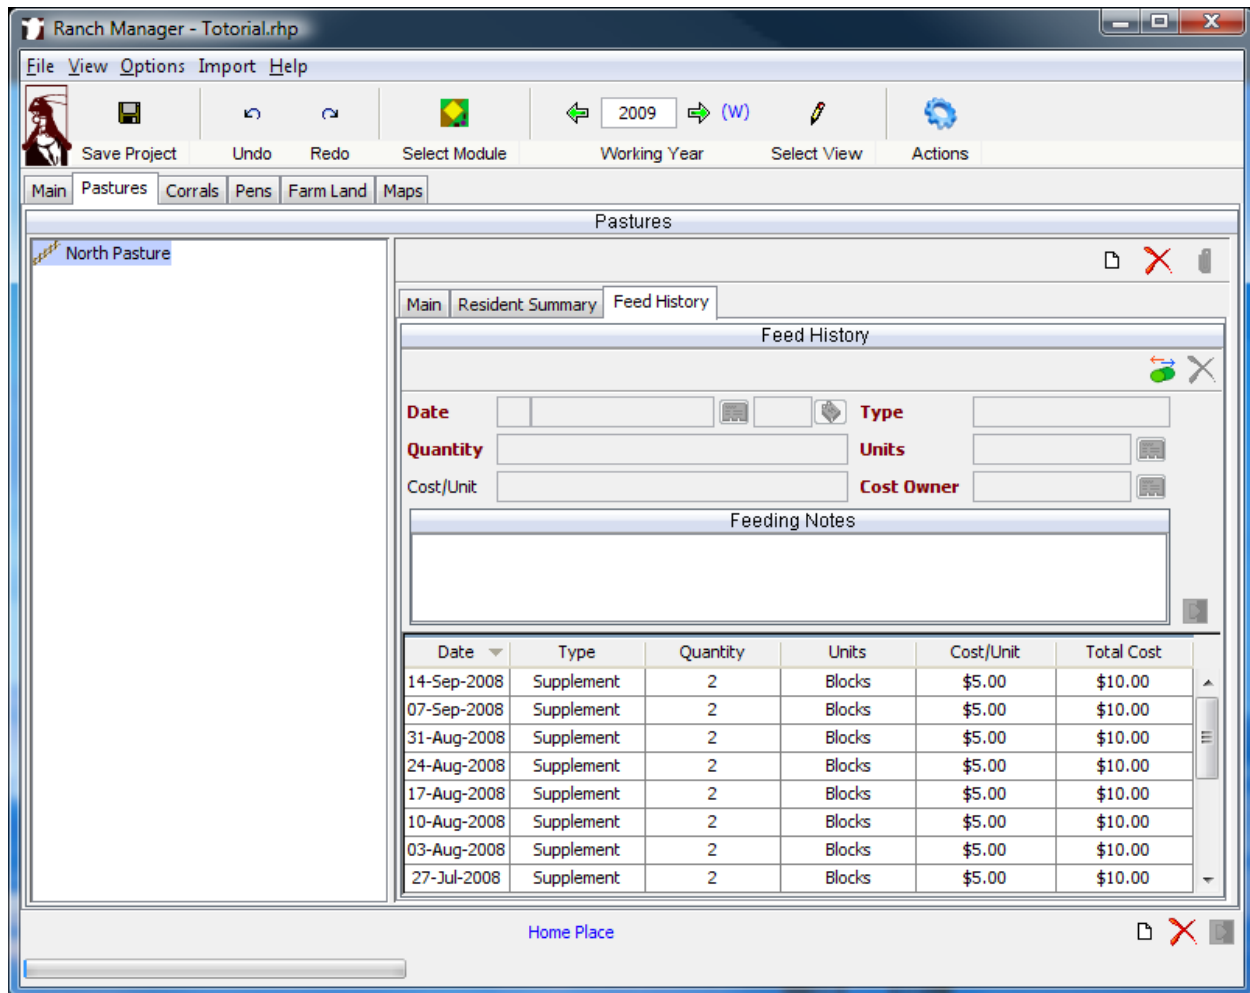 Ranch Manager - Totorial.rhp
File View Options Import Help
2009 (W)
Save Project Undo Redo Select Module Working Year Select View Actions
Main Pastures Corrals Pens Farm Land Maps
Pastures
North Pasture
Main Resident Summary Feed History
Feed History
Date Type
Quantity Units
Cost/Unit Cost Owner
Feeding Notes
Date Type Quantity Units Cost/Unit Total Cost
14-Sep-2008 Supplement 2 Blocks $5.00 $10.00
07-Sep-2008 Supplement 2 Blocks $5.00 $10.00
31-Aug-2008 Supplement 2 Blocks $5.00 $10.00
24-Aug-2008 Supplement 2 Blocks $5.00 $10.00
17-Aug-2008 Supplement 2 Blocks $5.00 $10.00
10-Aug-2008 Supplement 2 Blocks $5.00 $10.00
03-Aug-2008 Supplement 2 Blocks $5.00 $10.00
27-Jul-2008 Supplement 2 Blocks $5.00 $10.00
Home Place